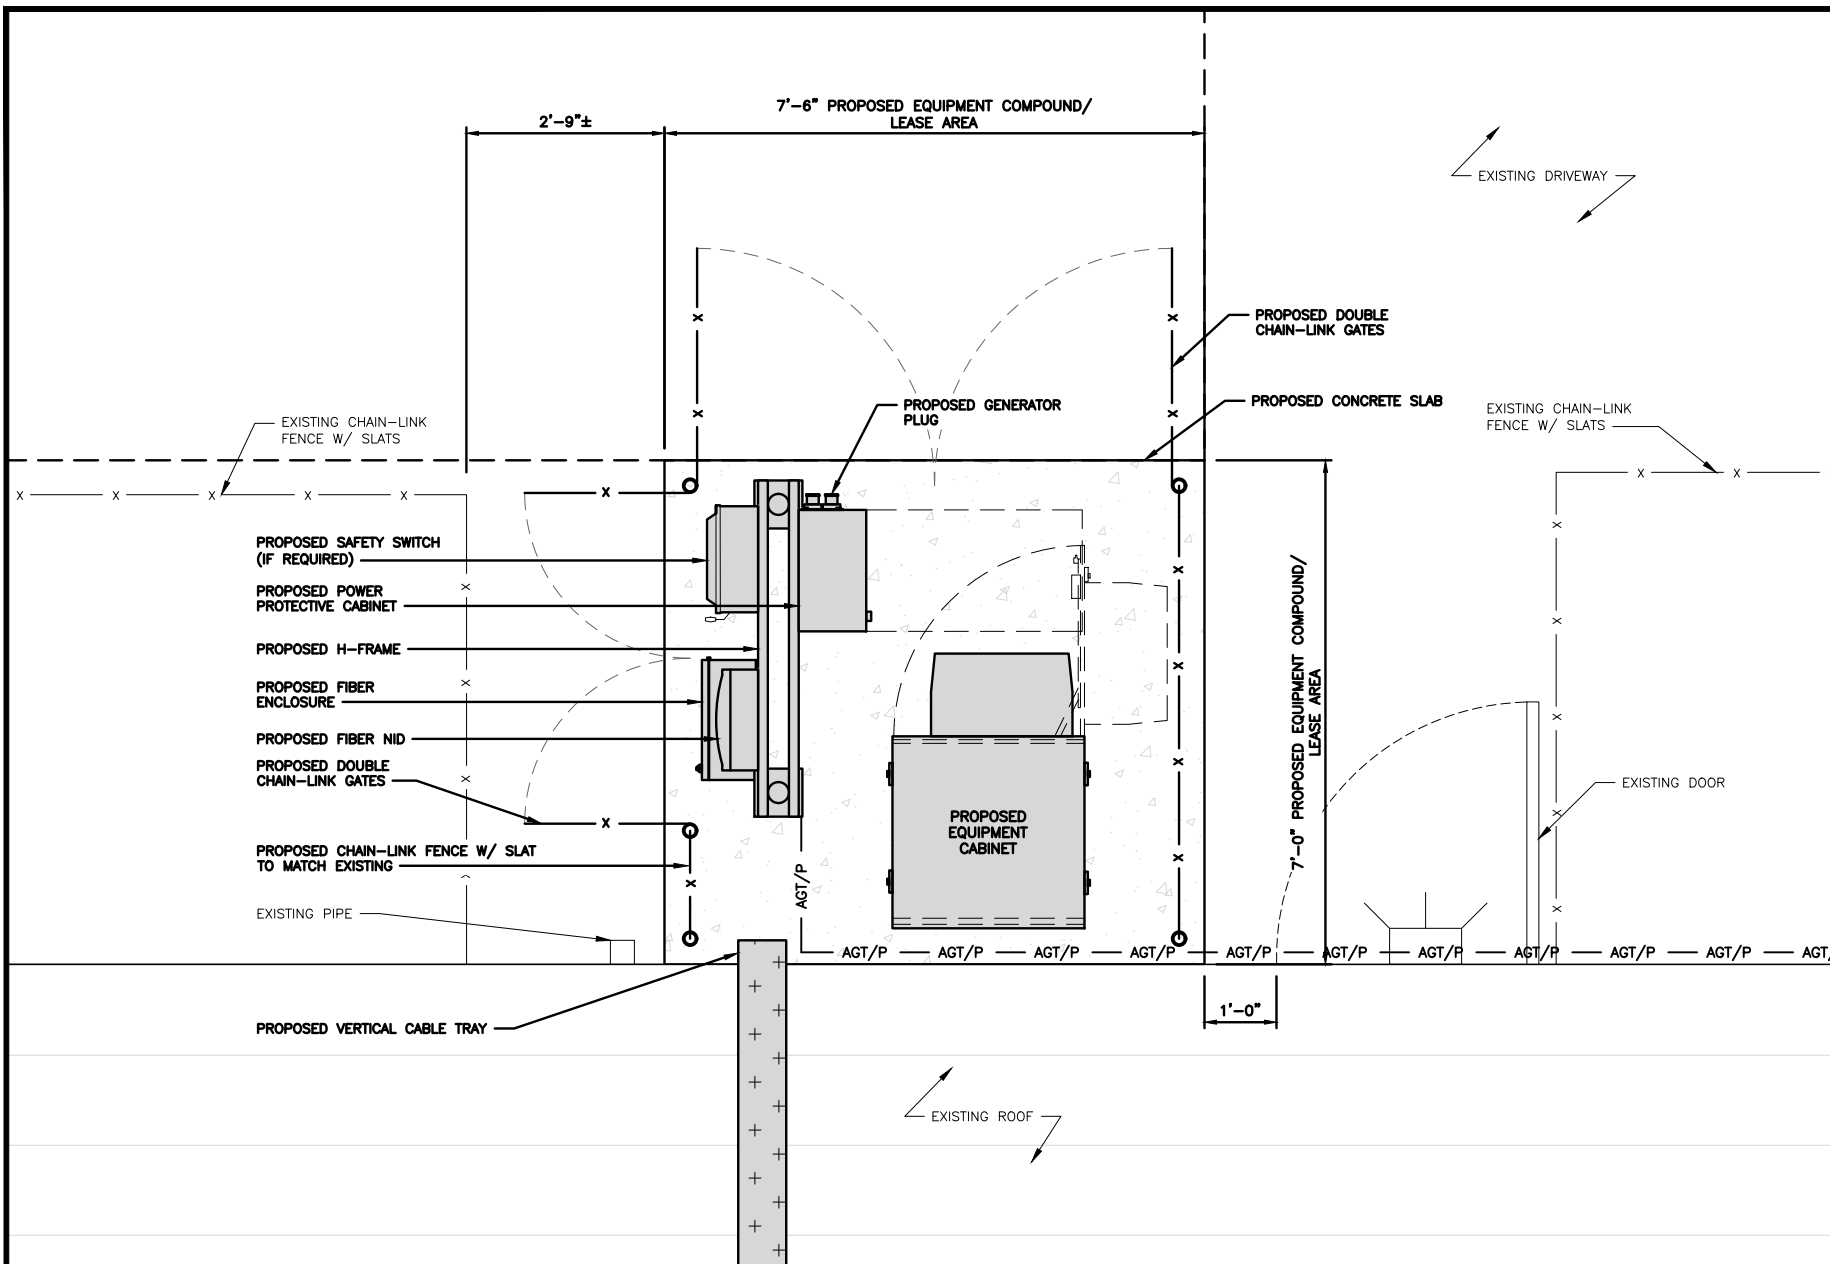 7'-6" PROPOSED EQUIPMENT COMPOUND/
LEASE AREA
2'-9"±
EXISTING DRIVEWAY
PROPOSED DOUBLE
CHAIN-LINK GATES
PROPOSED GENERATOR
PLUG
PROPOSED CONCRETE SLAB
EXISTING CHAIN-LINK
FENCE W/ SLATS
EXISTING CHAIN-LINK
FENCE W/ SLATS
PROPOSED SAFETY SWITCH
(IF REQUIRED)
PROPOSED POWER
PROTECTIVE CABINET
PROPOSED H-FRAME
PROPOSED FIBER
ENCLOSURE
PROPOSED FIBER NID
PROPOSED DOUBLE
CHAIN-LINK GATES
PROPOSED CHAIN-LINK FENCE W/ SLAT
TO MATCH EXISTING
EXISTING PIPE
PROPOSED VERTICAL CABLE TRAY
PROPOSED
EQUIPMENT
CABINET
7'-0" PROPOSED EQUIPMENT COMPOUND/
LEASE AREA
EXISTING DOOR
AGT/P
AGT/P AGT/P AGT/P AGT/P AGT/P AGT/P AGT/P AGT/P AGT/P AGT/
1'-0"
EXISTING ROOF